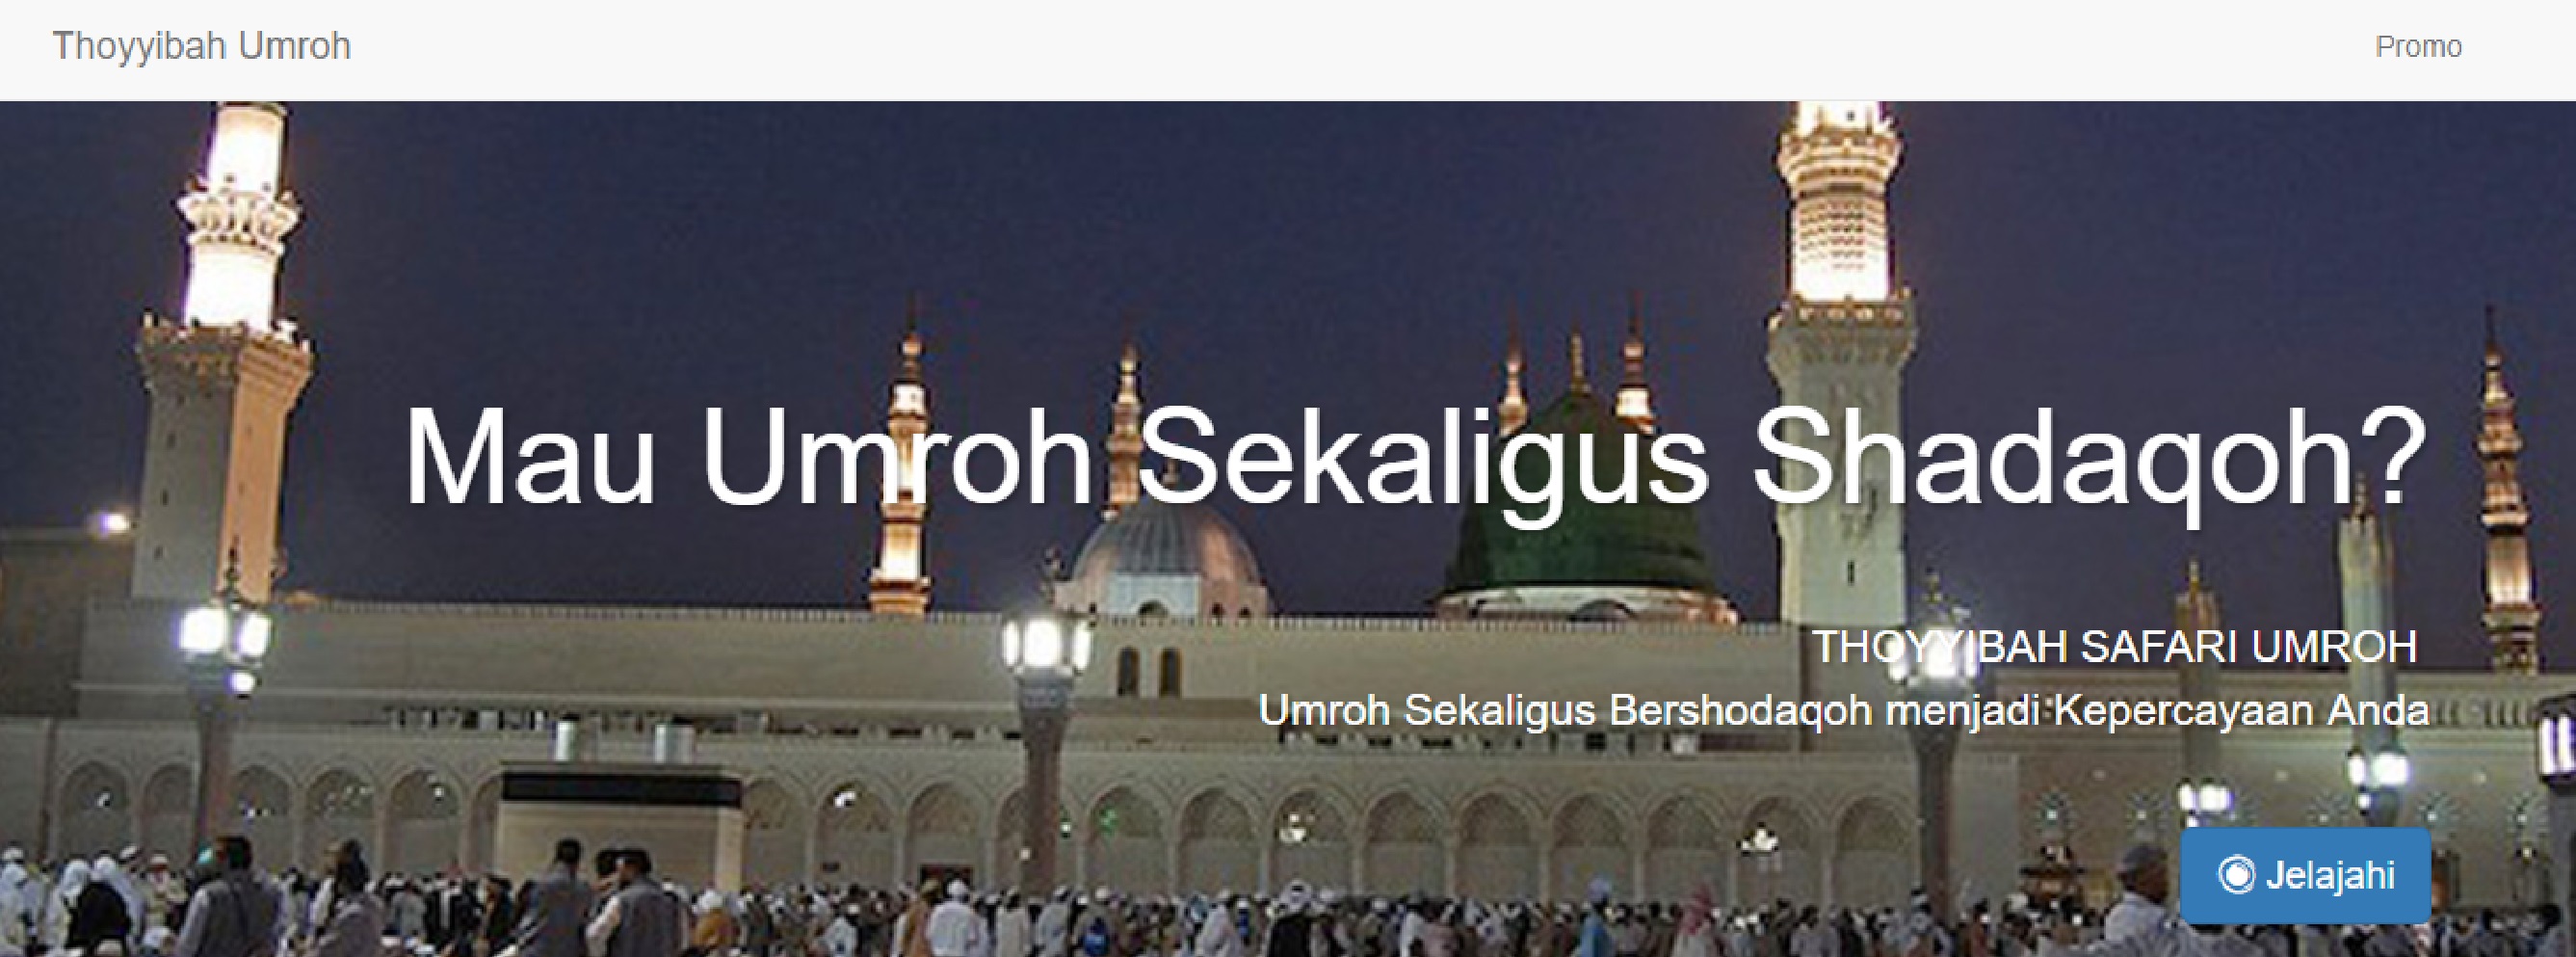 Thoyyibah Umroh
Promo
Mau Umroh Sekaligus Shadaqoh?
THOYYIBAH SAFARI UMROH
Umroh Sekaligus Bershodaqoh menjadi Kepercayaan Anda
Jelajahi